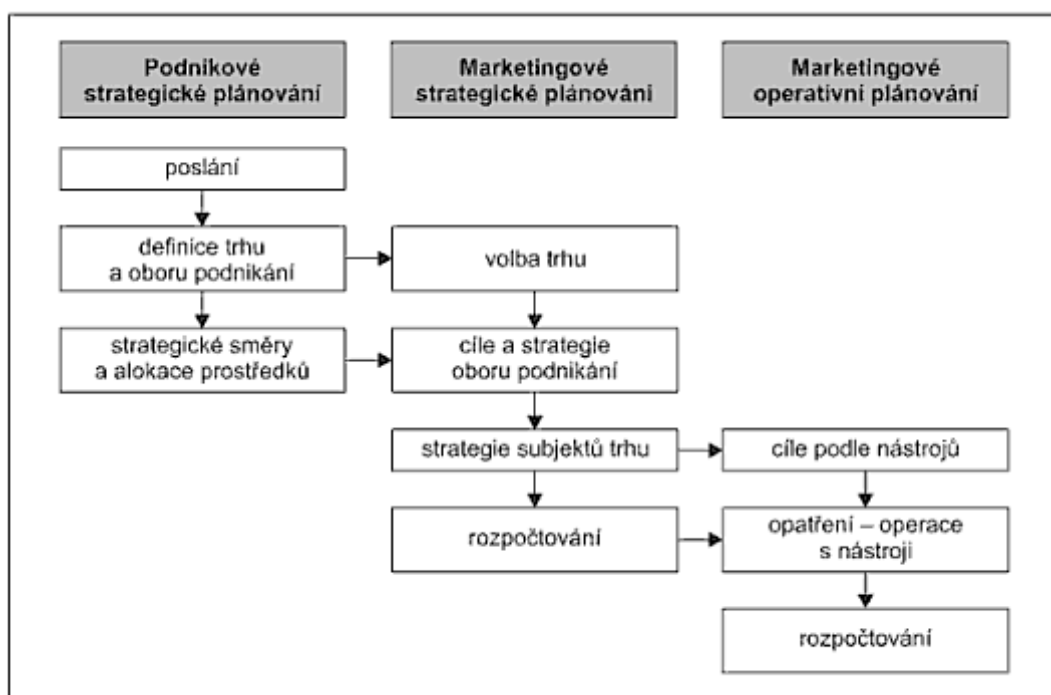 Podnikové
strategické plánování
Marketingové
strategické plánováni
Marketingové
operativní plánování
poslání
definice trhu
a oboru podnikání
volba trhu
strategické směry
a alokace prostředků
cíle a strategie
oboru podnikání
strategie subjektů trhu
cíle podle nástrojů
rozpočtování
opatření – operace
s nástroji
rozpočtování